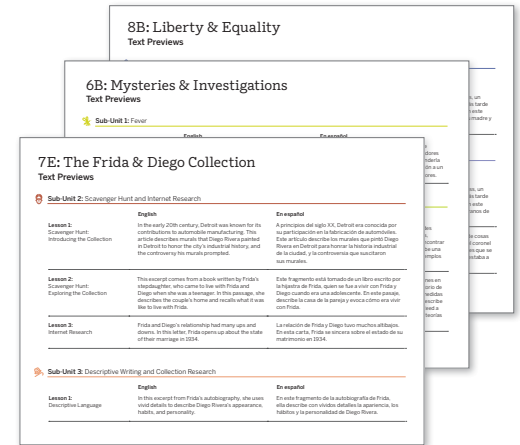 8B: Liberty & Equality
Text Previews
6B: Mysteries & Investigations
Text Previews
Sub-Unit 1: Fever
English En español
7E: The Frida & Diego Collection
Text Previews
Sub-Unit 2: Scavenger Hunt and Internet Research
English En español
Lesson 1:
Scavenger Hunt:
Introducing the Collection
In the early 20th century, Detroit was known for its
contributions to automobile manufacturing. This
article describes murals that Diego Rivera painted
in Detroit to honor the city's industrial history, and
the controversy his murals prompted.
A principios del siglo XX, Detroit era conocida por
su participación en la fabricación de automóviles.
Este artículo describe los murales que pintó Diego
Rivera en Detroit para honrar la historia industrial
de la ciudad, y la controversia que suscitaron
sus murales.
Lesson 2:
Scavenger Hunt:
Exploring the Collection
This excerpt comes from a book written by Frida's
stepdaughter, who came to live with Frida and
Diego when she was a teenager. In this passage, she
describes the couple's home and recalls what it was
like to live with Frida.
Este fragmento está tomado de un libro escrito por
la hijastra de Frida, quien se fue a vivir con Frida y
Diego cuando era una adolescente. En este pasaje,
describe la casa de la pareja y evoca cómo era vivir
con Frida.
Lesson 3:
Internet Research
Frida and Diego's relationship had many ups and
downs. In this letter, Frida opens up about the state
of their marriage in 1934.
La relación de Frida y Diego tuvo muchos altibajos.
En esta carta, Frida se sincera sobre el estado de su
matrimonio en 1934.
Sub-Unit 3: Descriptive Writing and Collection Research
English En español
Lesson 1:
Descriptive Language
In this excerpt from Frida's autobiography, she uses
vivid details to describe Diego Rivera's appearance,
habits, and personality.
En este fragmento de la autobiografía de Frida,
ella describe con vívidos detalles la apariencia, los
hábitos y la personalidad de Diego Rivera.